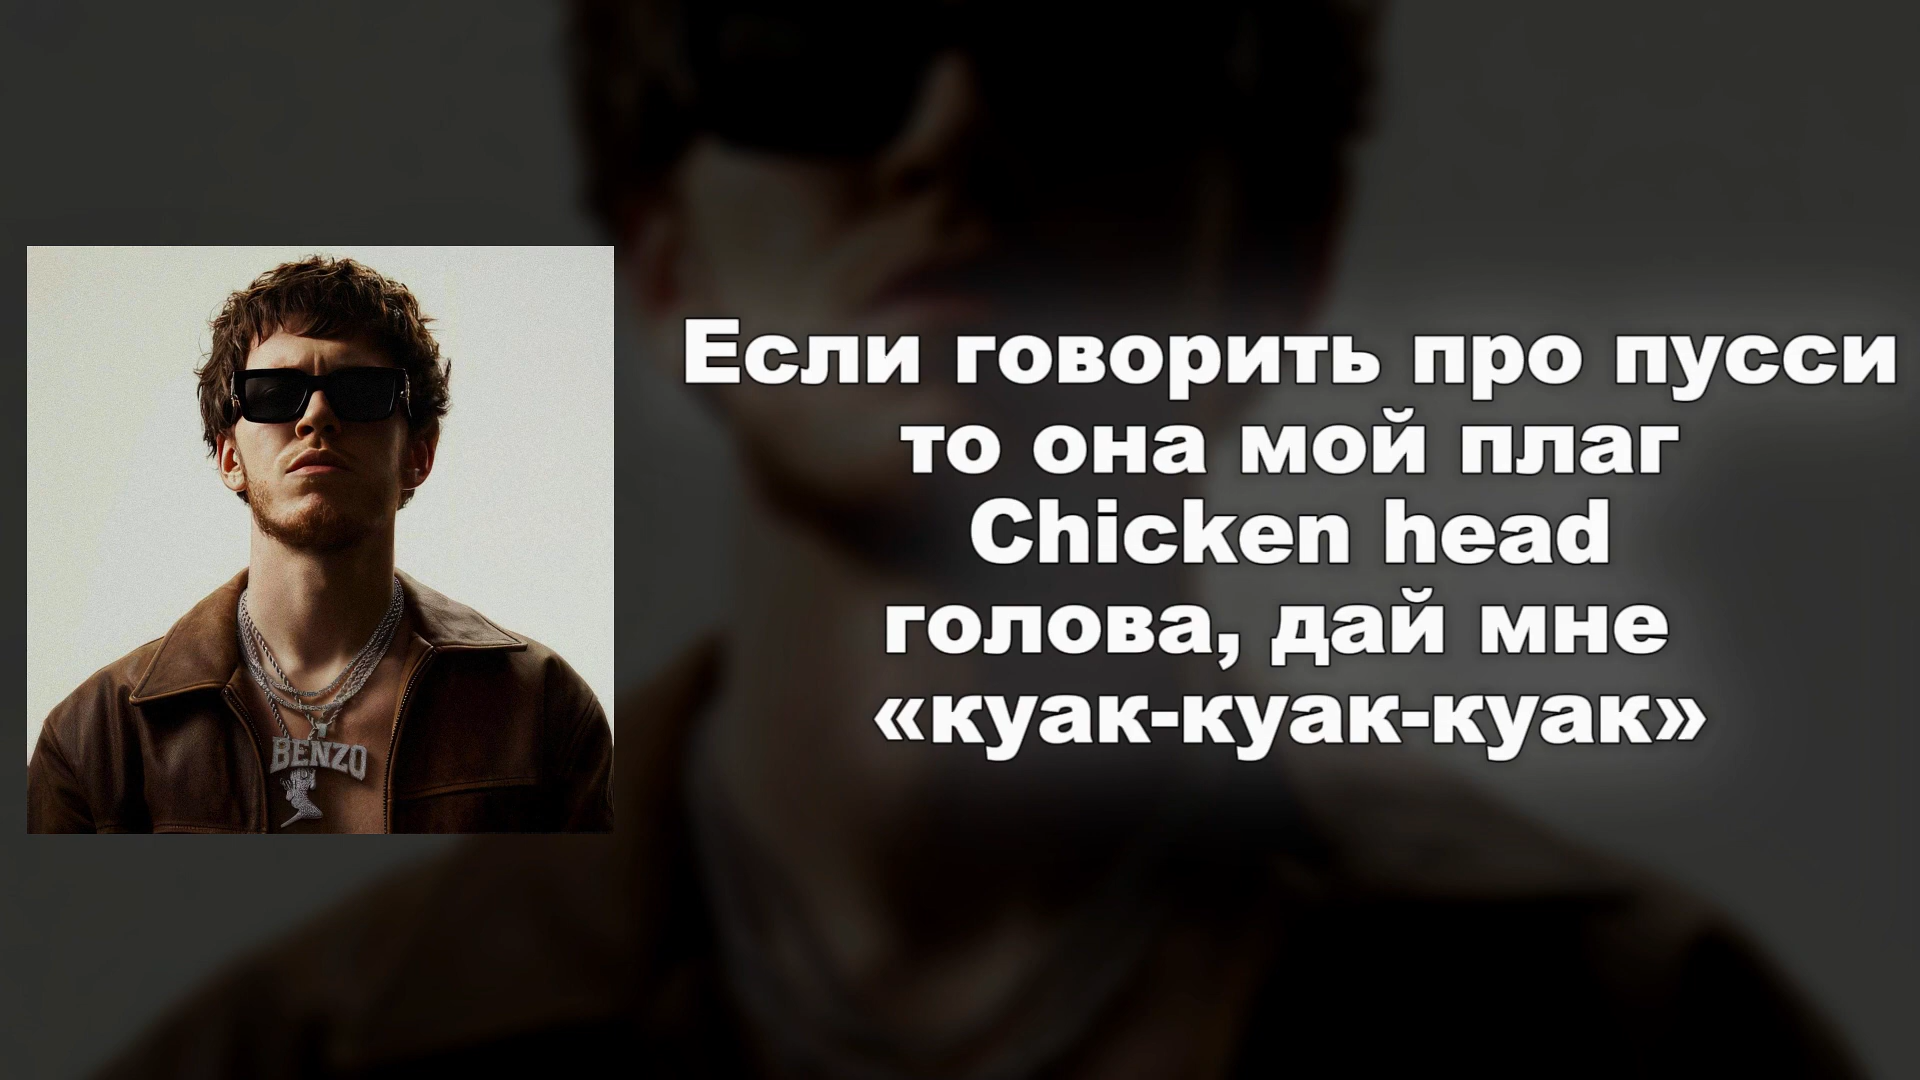 Если говорить про пусси
то она мой плаг
Chicken head
голова, дай мне
«куак-куак-куак»
BENZO